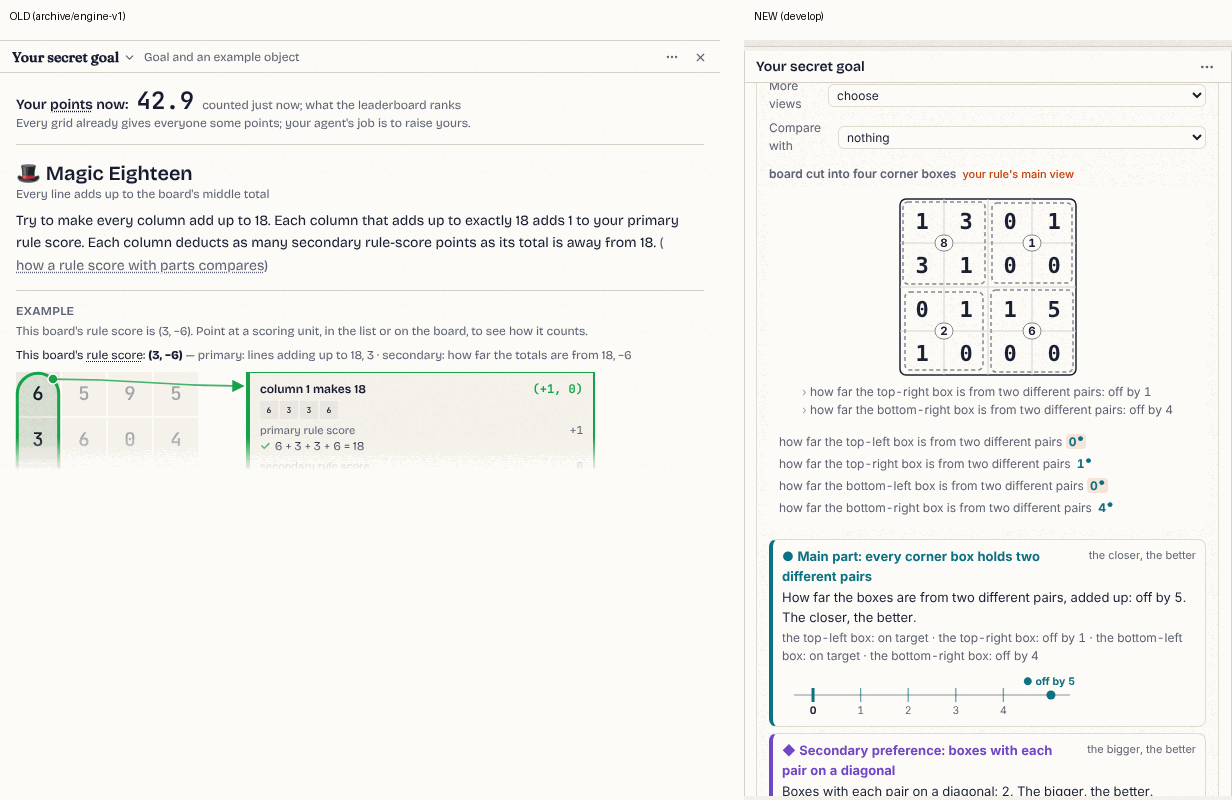 OLD (archive/engine-v1)
Your secret goal
Goal and an example object
Your points now: 42.9 counted just now; what the leaderboard ranks
Every grid already gives everyone some points; your agent's job is to raise yours.
🎩 Magic Eighteen
Every line adds up to the board's middle total
Try to make every column add up to 18. Each column that adds up to exactly 18 adds 1 to your primary
rule score. Each column deducts as many secondary rule-score points as its total is away from 18. (
how a rule score with parts compares)
EXAMPLE
This board's rule score is (3, −6). Point at a scoring unit, in the list or on the board, to see how it counts.
This board's rule score: (3, −6) — primary: lines adding up to 18, 3 · secondary: how far the totals are from 18, −6
6 5 9 5
3 6 0 4
column 1 makes 18 (+1, 0)
6 3 3 6
primary rule score +1
✓ 6 + 3 + 3 + 6 = 18
secondary rule score 0
NEW (develop)
Your secret goal
More
views
choose
Compare
with
nothing
board cut into four corner boxes your rule's main view
1 3 0 1
8 1
3 1 0 0
0 1 1 5
2 6
1 0 0 0
› how far the top-right box is from two different pairs: off by 1
› how far the bottom-right box is from two different pairs: off by 4
how far the top-left box is from two different pairs 0
how far the top-right box is from two different pairs 1
how far the bottom-left box is from two different pairs 0
how far the bottom-right box is from two different pairs 4
● Main part: every corner box holds two
different pairs
the closer, the better
How far the boxes are from two different pairs, added up: off by 5.
The closer, the better.
the top-left box: on target · the top-right box: off by 1 · the bottom-left
box: on target · the bottom-right box: off by 4
● off by 5
0 1 2 3 4
◆ Secondary preference: boxes with each
pair on a diagonal
the bigger, the better
Boxes with each pair on a diagonal: 2. The bigger, the better.